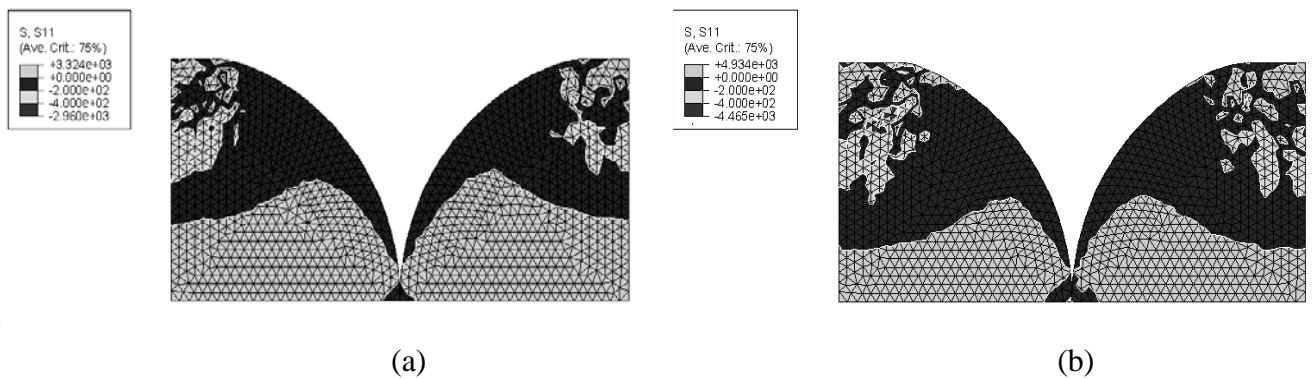 S, S11
(Ave. Crit.: 75%)
+3.324e+03
+0.000e+00
-2.000e+02
-4.000e+02
-2.960e+03
S, S11
(Ave. Crit.: 75%)
+4.934e+03
+0.000e+00
-2.000e+02
-4.000e+02
-4.465e+03
(a)
(b)